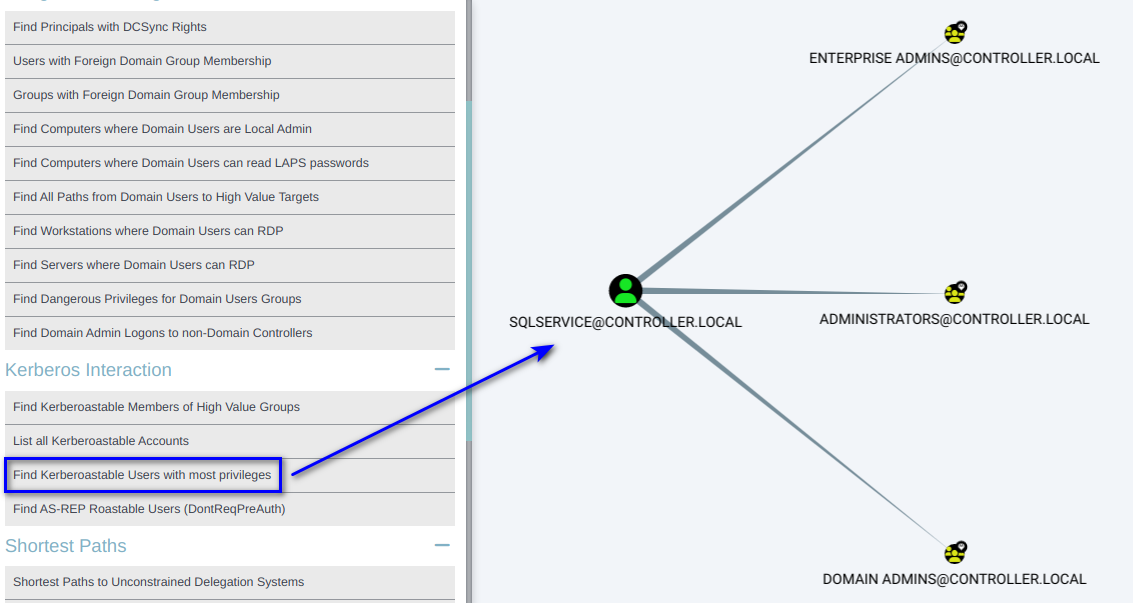 Find Principals with DCSync Rights
Users with Foreign Domain Group Membership
Groups with Foreign Domain Group Membership
Find Computers where Domain Users are Local Admin
Find Computers where Domain Users can read LAPS passwords
Find All Paths from Domain Users to High Value Targets
Find Workstations where Domain Users can RDP
Find Servers where Domain Users can RDP
Find Dangerous Privileges for Domain Users Groups
Find Domain Admin Logons to non-Domain Controllers
Kerberos Interaction
Find Kerberoastable Members of High Value Groups
List all Kerberoastable Accounts
Find Kerberoastable Users with most privileges
Find AS-REP Roastable Users (DontReqPreAuth)
Shortest Paths
Shortest Paths to Unconstrained Delegation Systems
ENTERPRISE ADMINS@CONTROLLER.LOCAL
SQLSERVICE@CONTROLLER.LOCAL
ADMINISTRATORS@CONTROLLER.LOCAL
DOMAIN ADMINS@CONTROLLER.LOCAL